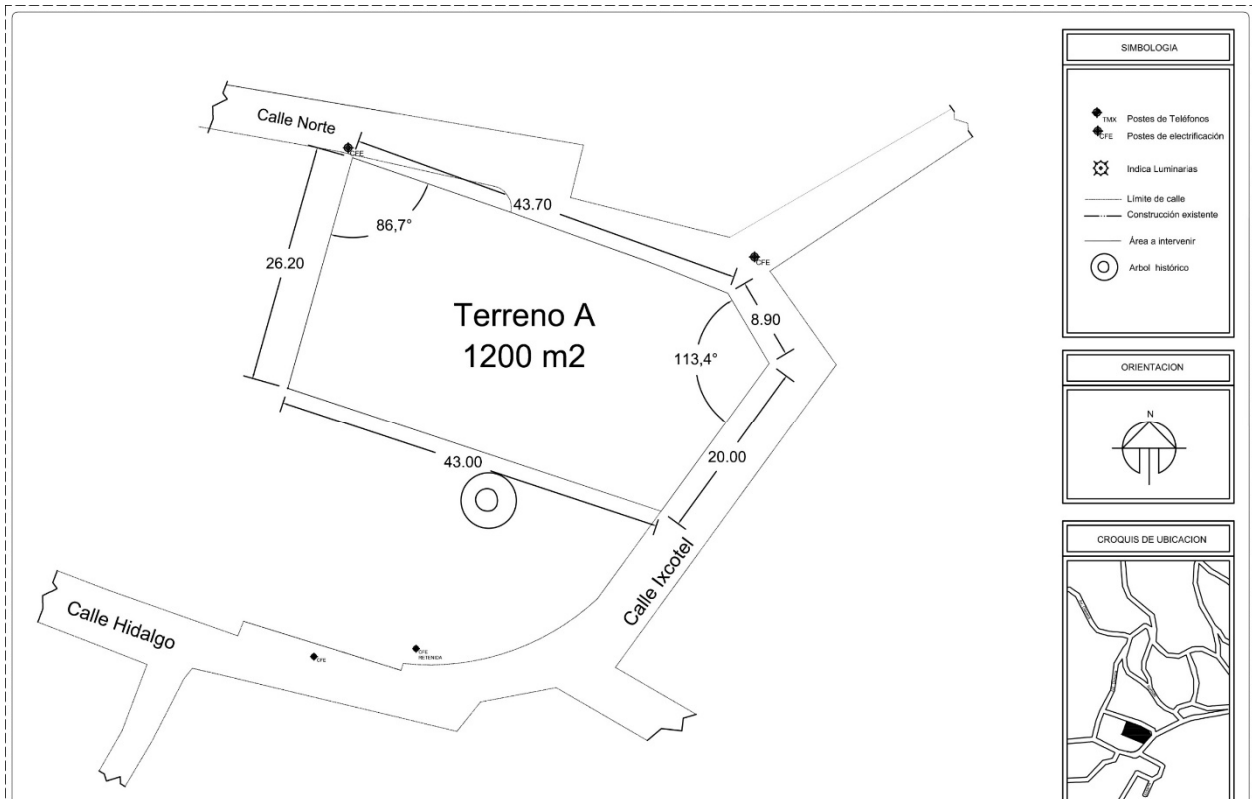 Calle Norte
CFE
43.70
86,7°
26.20
CFE
8.90
Terreno A
1200 m2
113,4°
20.00
43.00
Calle Ixcotel
Calle Hidalgo
CFE
CFE
RETENIDA
SIMBOLOGIA
TMX Postes de Teléfonos
CFE Postes de electrificación
Indica Luminarias
Límite de calle
Construcción existente
Área a intervenir
Arbol histórico
ORIENTACION
N
CROQUIS DE UBICACION